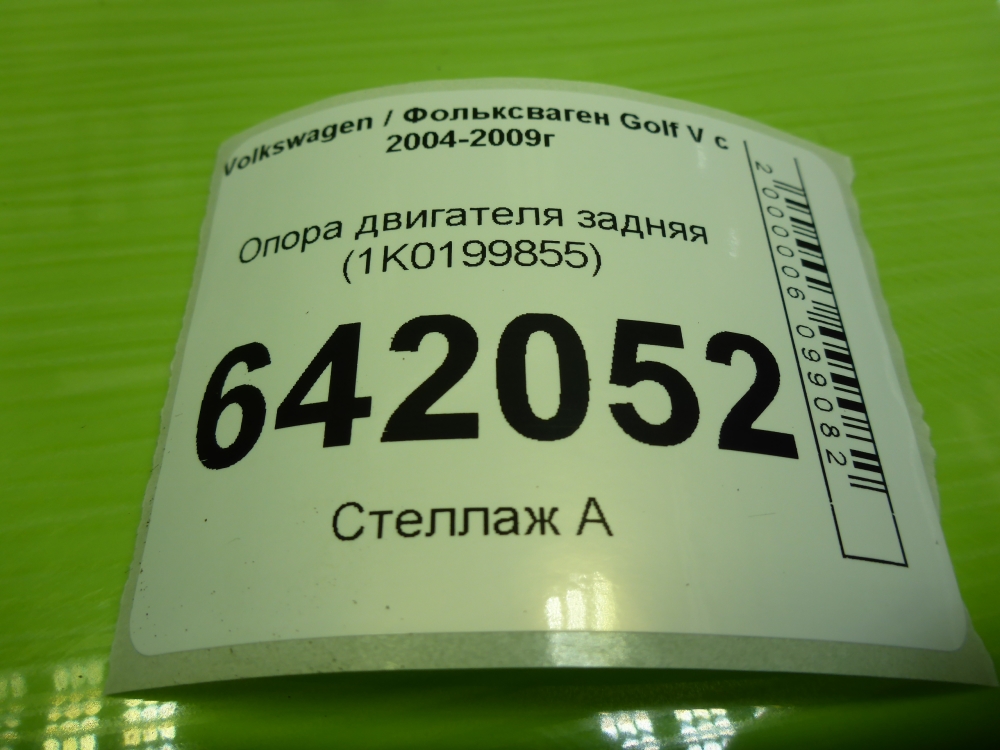 Volkswagen / Фольксваген Golf V с
2004-2009г
Опора двигателя задняя
(1K0199855)
642052
Стеллаж А
2000006099082